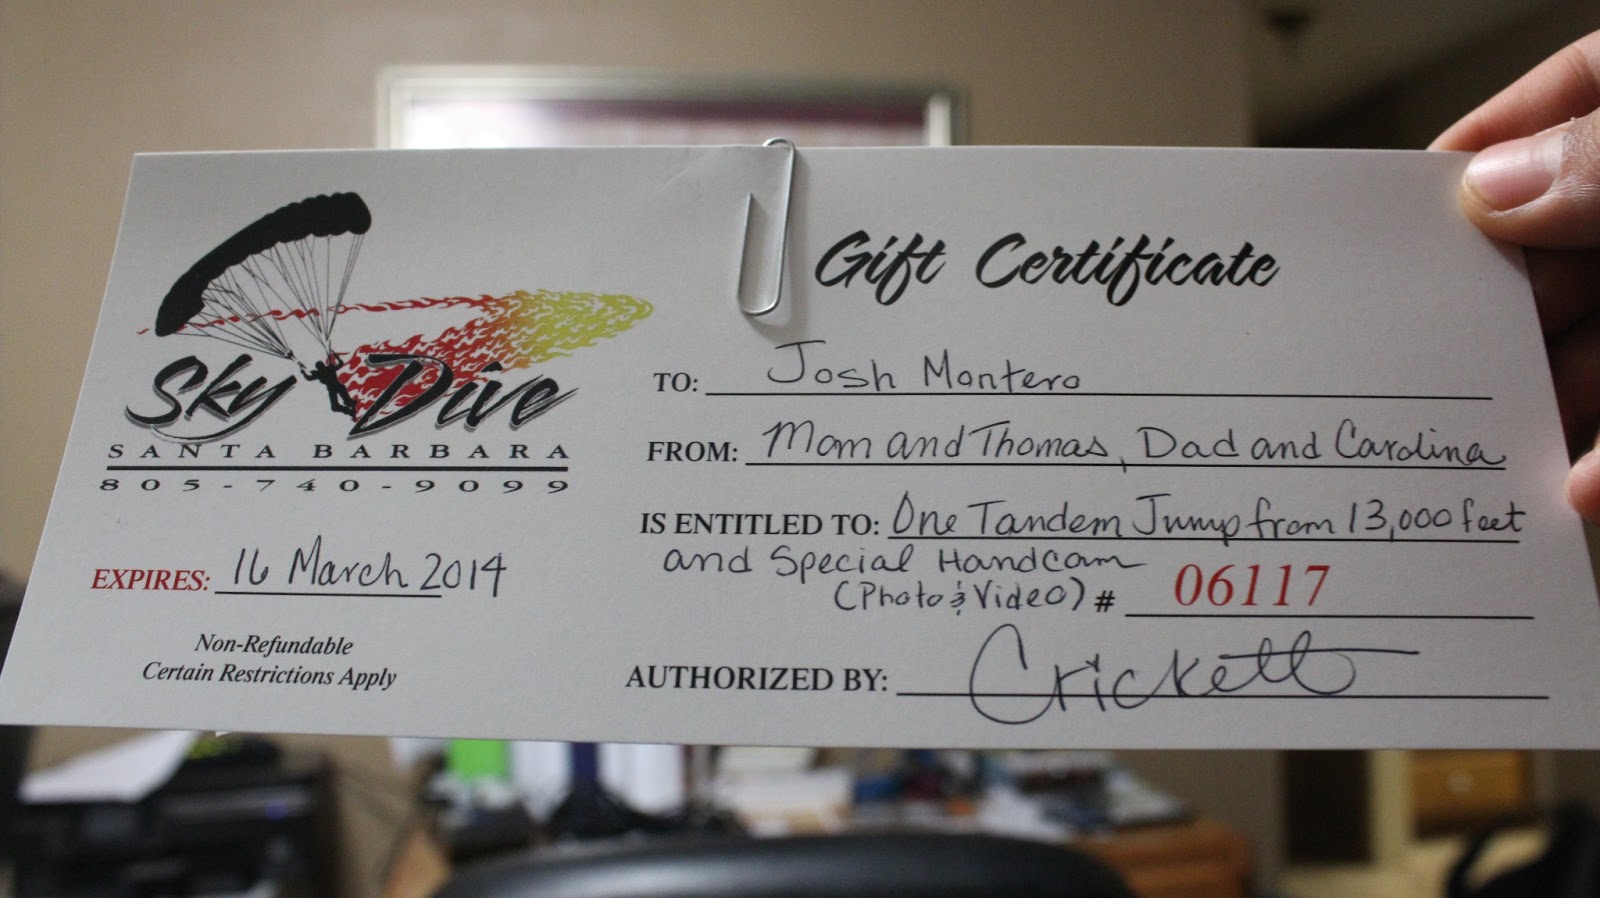 Gift Certificate
Sky Dive
SANTA BARBARA
805-740-9099
TO: Josh Montero
FROM: Mom and Thomas, Dad and Carolina
IS ENTITLED TO: One Tandem Jump from 13,000 feet
and Special Handcam
(Photo & Video) # 06117
EXPIRES: 16 March 2014
Non-Refundable
Certain Restrictions Apply
AUTHORIZED BY: Crickett